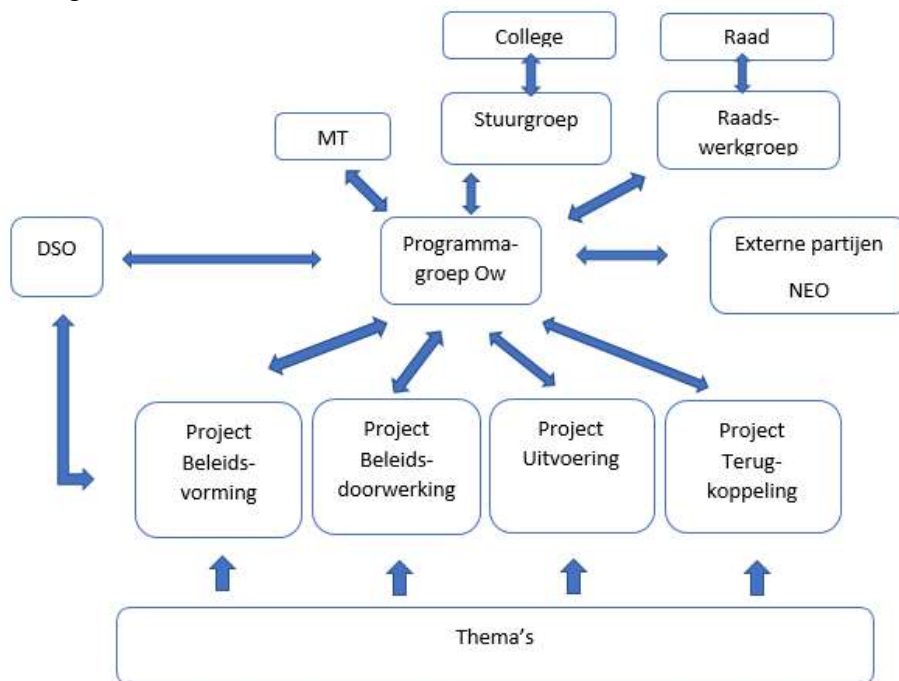 College
Raad
Stuurgroep
Raads-
werkgroep
MT
DSO
Programma-
groep Ow
Externe partijen
NEO
Project
Beleids-
vorming
Project
Beleids-
doorwerking
Project
Uitvoering
Project
Terug-
koppeling
Thema's